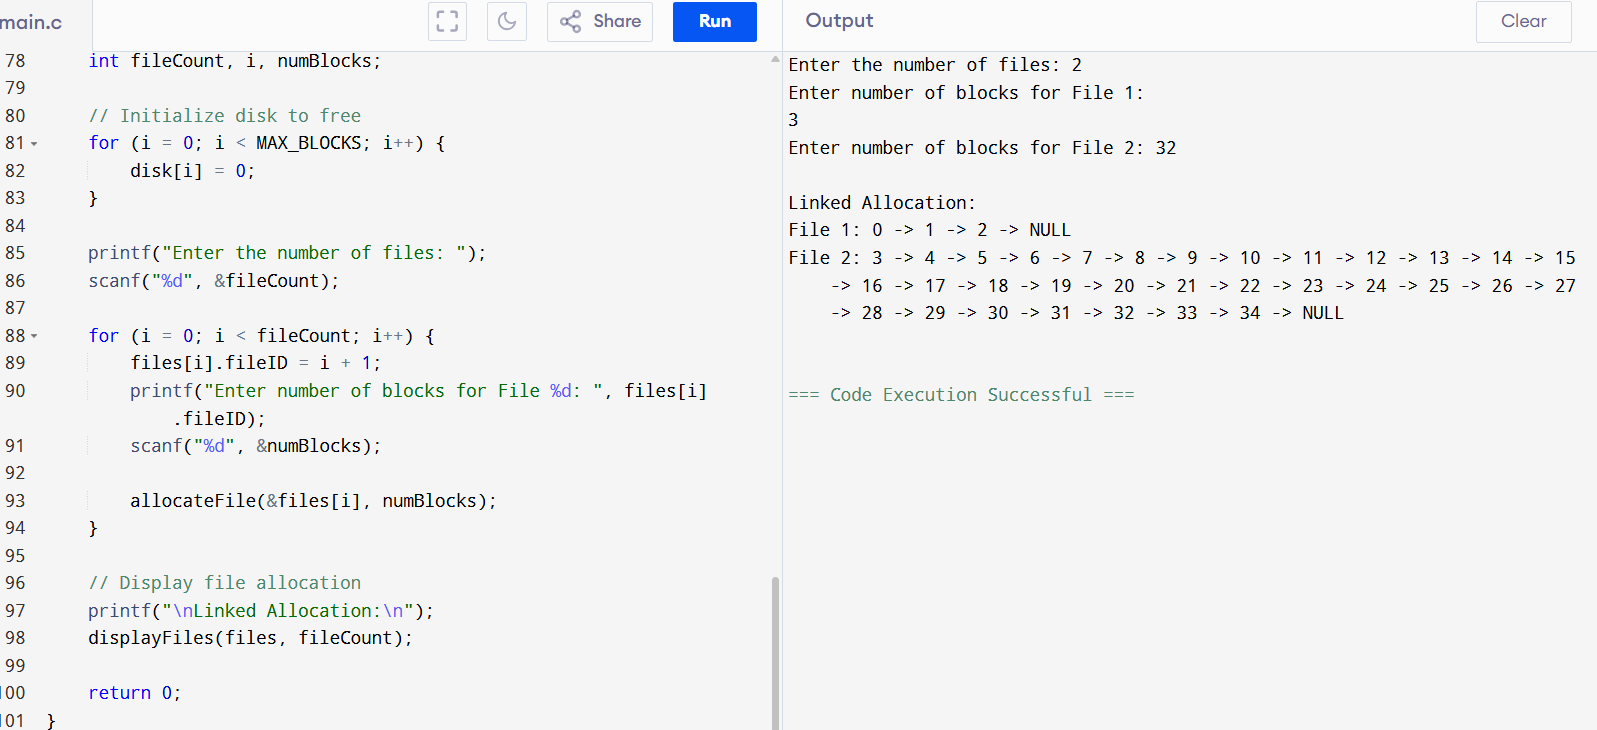 main.c
Share
Run
Output
Clear
78 int fileCount, i, numBlocks;
79
80 // Initialize disk to free
81 for (i = 0; i < MAX_BLOCKS; i++) {
82 disk[i] = 0;
83 }
84
85 printf("Enter the number of files: ");
86 scanf("%d", &fileCount);
87
88 for (i = 0; i < fileCount; i++) {
89 files[i].fileID = i + 1;
90 printf("Enter number of blocks for File %d: ", files[i]
.fileID);
91 scanf("%d", &numBlocks);
92
93 allocateFile(&files[i], numBlocks);
94 }
95
96 // Display file allocation
97 printf("\nLinked Allocation:\n");
98 displayFiles(files, fileCount);
99
100 return 0;
101 }
Enter the number of files: 2
Enter number of blocks for File 1:
3
Enter number of blocks for File 2: 32
Linked Allocation:
File 1: 0 -> 1 -> 2 -> NULL
File 2: 3 -> 4 -> 5 -> 6 -> 7 -> 8 -> 9 -> 10 -> 11 -> 12 -> 13 -> 14 -> 15
-> 16 -> 17 -> 18 -> 19 -> 20 -> 21 -> 22 -> 23 -> 24 -> 25 -> 26 -> 27
-> 28 -> 29 -> 30 -> 31 -> 32 -> 33 -> 34 -> NULL
=== Code Execution Successful ===